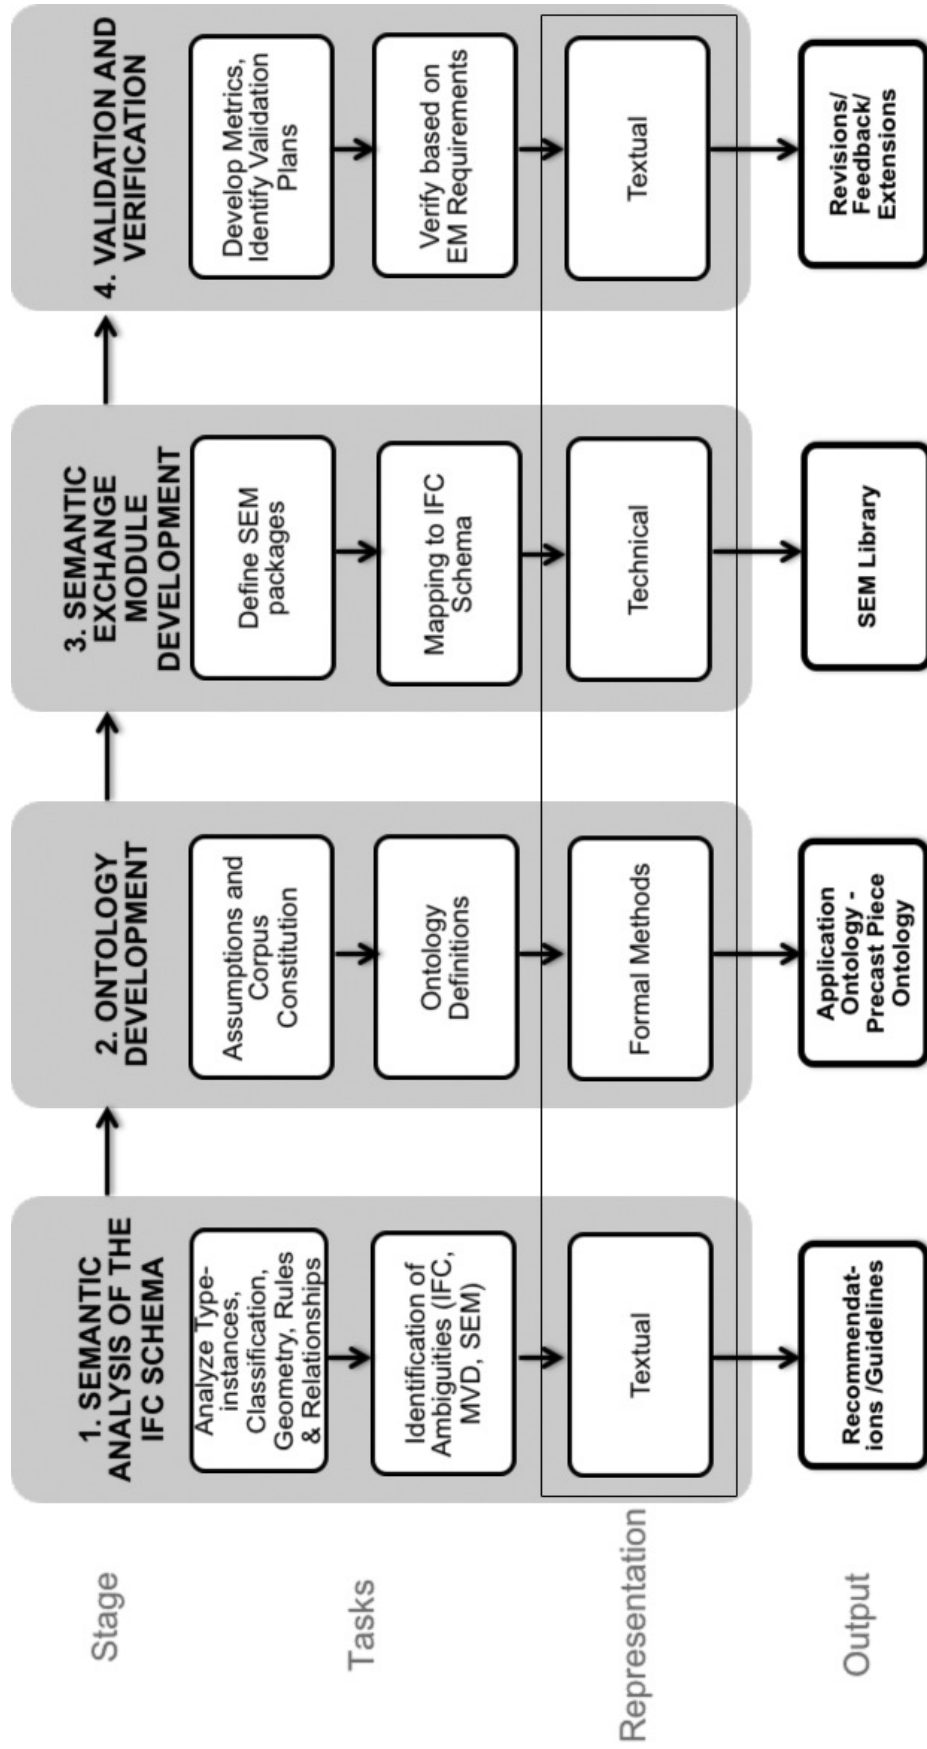 Stage
1. SEMANTIC
ANALYSIS OF THE
IFC SCHEMA
2. ONTOLOGY
DEVELOPMENT
3. SEMANTIC
EXCHANGE
MODULE
DEVELOPMENT
4. VALIDATION AND
VERIFICATION
Tasks
Analyze Type-
instances,
Classification,
Geometry, Rules
& Relationships
Assumptions and
Corpus
Constitution
Define SEM
packages
Develop Metrics,
Identify Validation
Plans
Identification of
Ambiguities (IFC,
MVD, SEM)
Ontology
Definitions
Mapping to IFC
Schema
Verify based on
EM Requirements
Representation
Textual
Formal Methods
Technical
Textual
Output
Recommendat-
ions /Guidelines
Application
Ontology -
Precast Piece
Ontology
SEM Library
Revisions/
Feedback/
Extensions